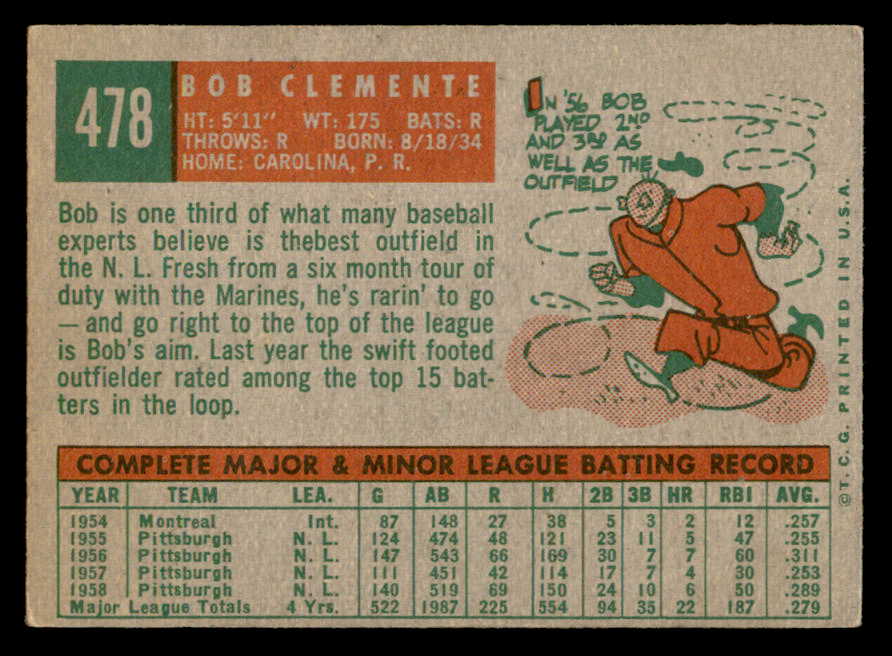 478
BOB CLEMENTE
HT: 5'11" WT: 175 BATS: R
THROWS: R BORN: 8/18/34
HOME: CAROLINA, P. R.
IN '56 BOB
PLAYED 2ND
AND 3RD AS
WELL AS THE
OUTFIELD
Bob is one third of what many baseball
experts believe is thebest outfield in
the N. L. Fresh from a six month tour of
duty with the Marines, he's rarin' to go
—and go right to the top of the league
is Bob's aim. Last year the swift footed
outfielder rated among the top 15 bat-
ters in the loop.
COMPLETE MAJOR & MINOR LEAGUE BATTING RECORD
YEAR TEAM LEA. G AB R H 2B 3B HR RBI AVG.
1954 Montreal Int. 87 148 27 38 5 3 2 12 .257
1955 Pittsburgh N. L. 124 474 48 121 23 11 5 47 .255
1956 Pittsburgh N. L. 147 543 66 169 30 7 7 60 .311
1957 Pittsburgh N. L. 111 451 42 114 17 7 4 30 .253
1958 Pittsburgh N. L. 140 519 69 150 24 10 6 50 .289
Major League Totals 4 Yrs. 522 1987 225 554 94 35 22 187 .279
©T. C. G. PRINTED IN U.S.A.